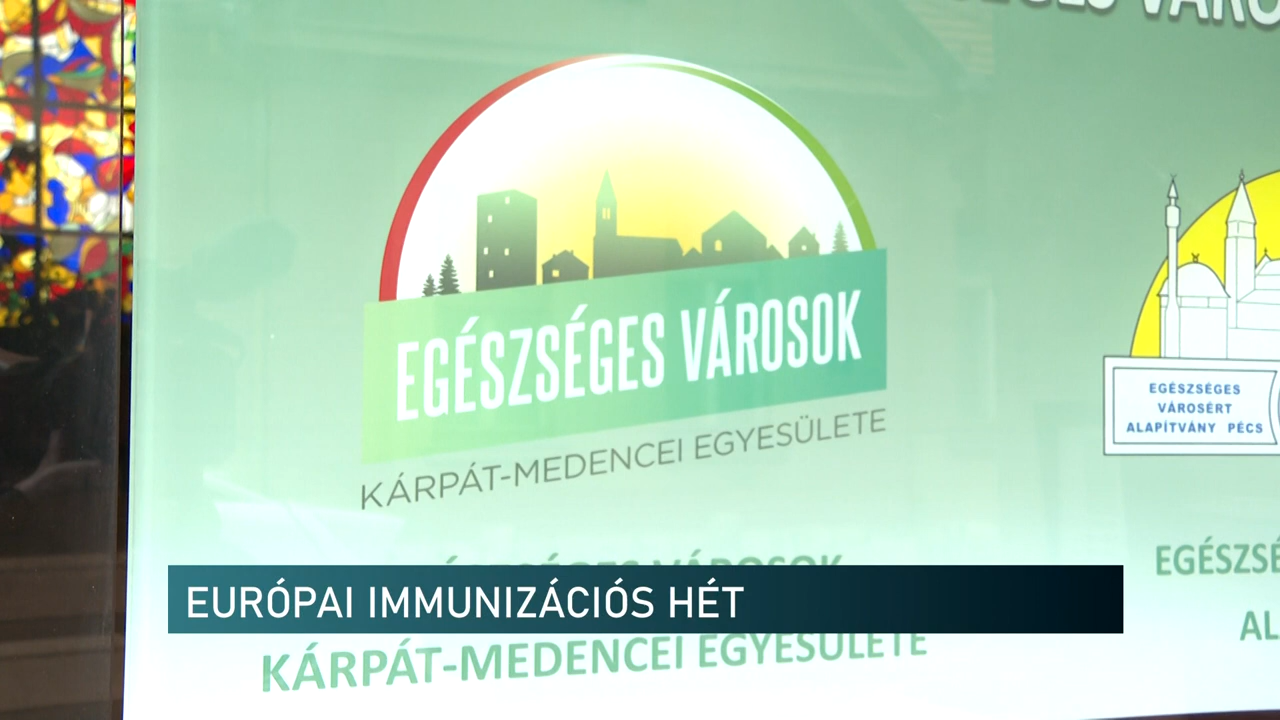 EGÉSZSÉGES VÁROSOK
KÁRPÁT-MEDENCEI EGYESÜLETE
EGÉSZSÉGES
VÁROSÉRT
ALAPÍTVÁNY PÉCS
EURÓPAI IMMUNIZÁCIÓS HÉT
KÁRPÁT-MEDENCEI EGYESÜLETE